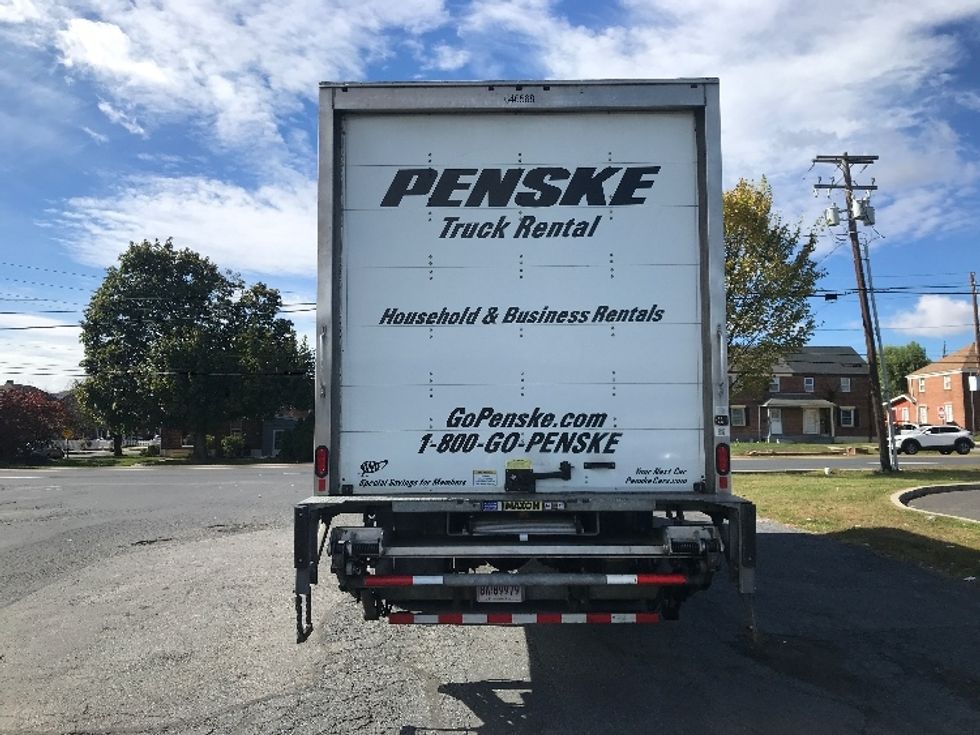 PENSKE
Truck Rental
Household & Business Rentals
GoPenske.com
1-800-GO-PENSKE
AAA
Special Savings for Members
Your Next Car
PenskeCars.com
MAXON